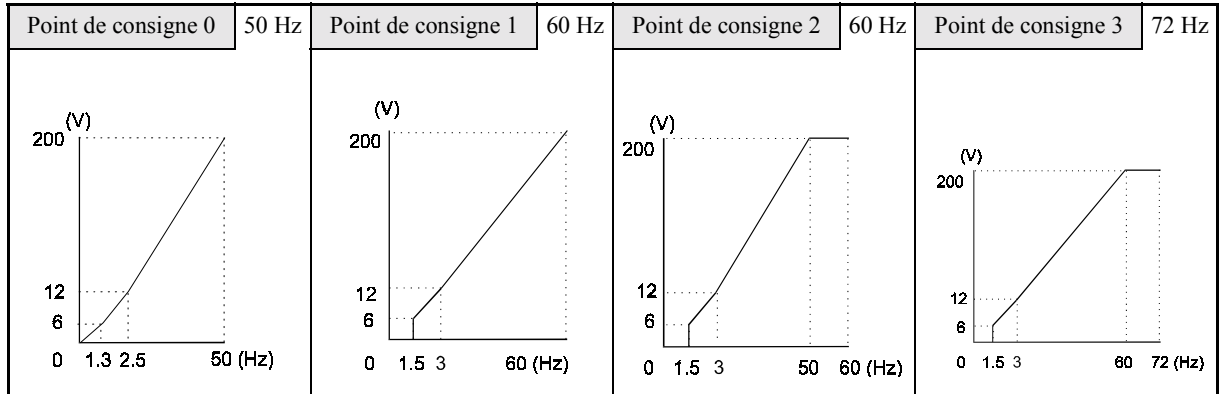 Point de consigne 0 50 Hz
(V)
200
12
6
0 1.3 2.5 50 (Hz)
Point de consigne 1 60 Hz
(V)
200
12
6
0 1.5 3 60 (Hz)
Point de consigne 2 60 Hz
(V)
200
12
6
0 1.5 3 50 60 (Hz)
Point de consigne 3 72 Hz
(V)
200
12
6
0 1.5 3 60 72 (Hz)